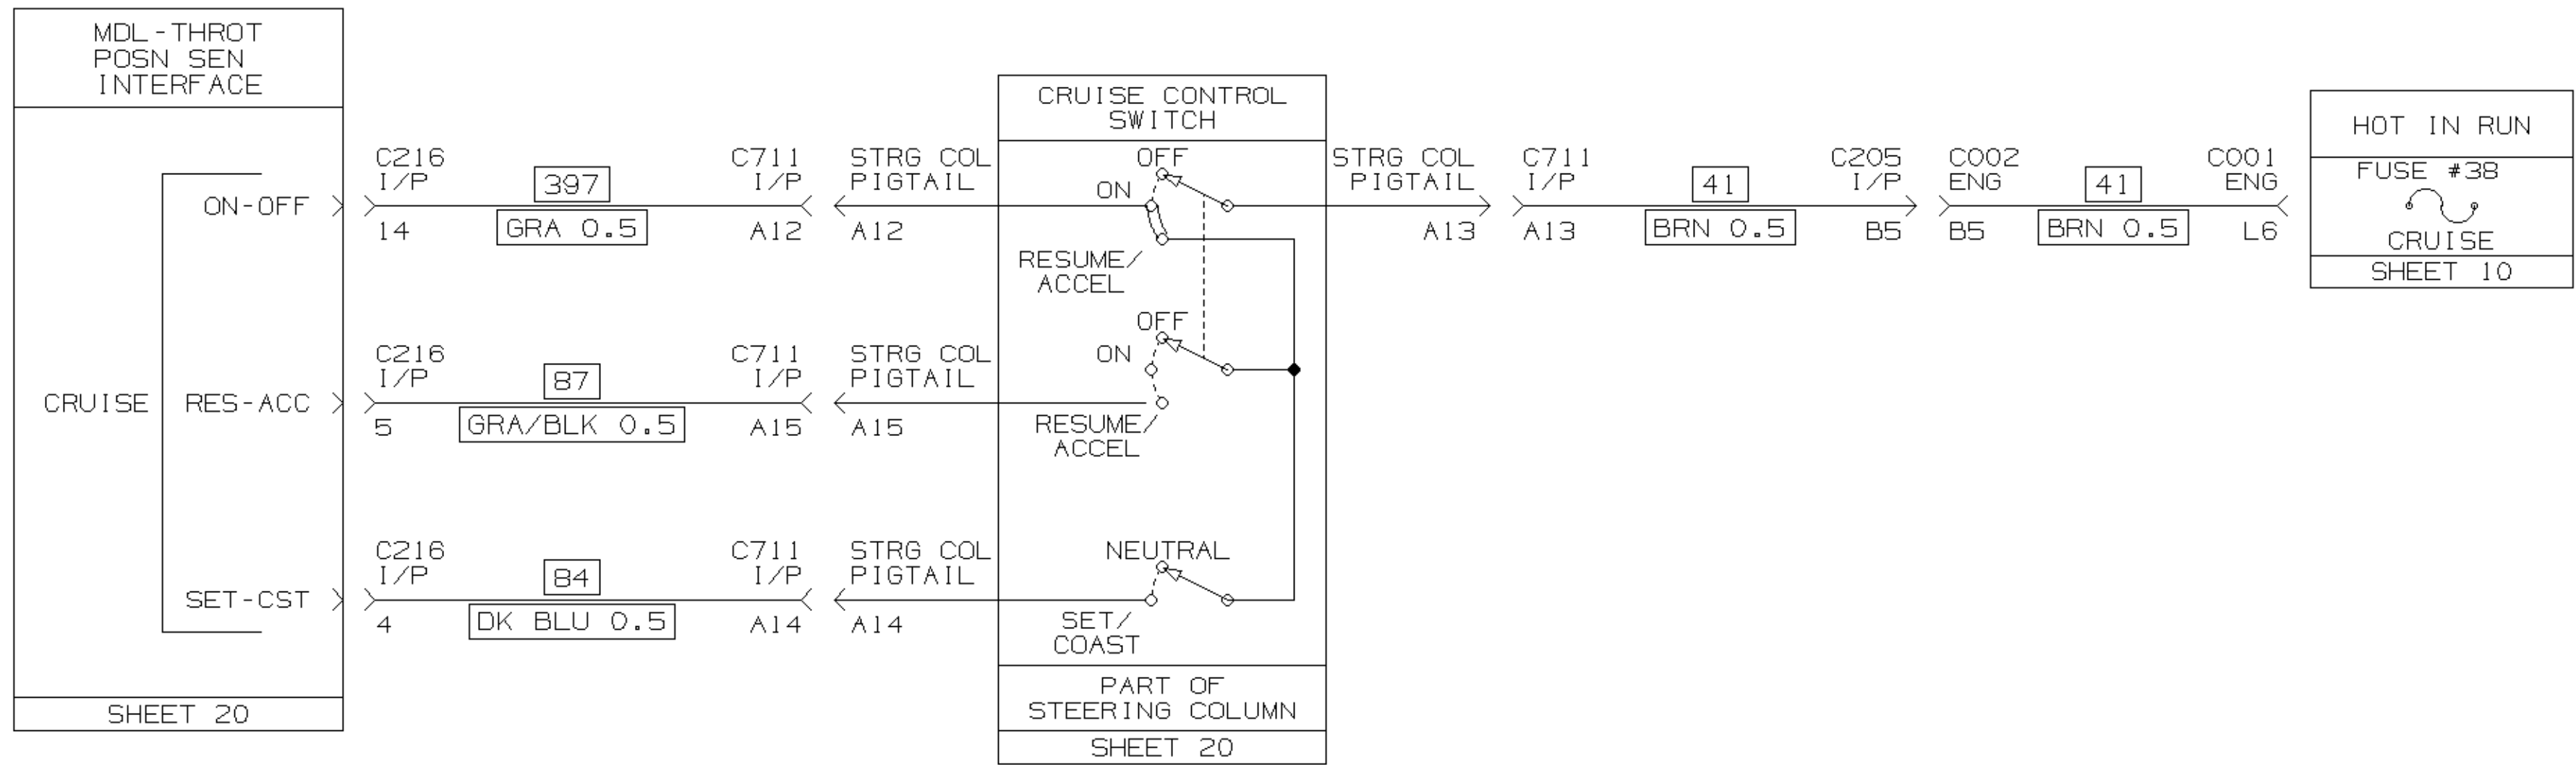 MDL-THROT
POSN SEN
INTERFACE
CRUISE
ON-OFF
RES-ACC
SET-CST
SHEET 20
C216
I/P
14
397
GRA 0.5
C711
I/P
A12
STRG COL
PIGTAIL
A12
C216
I/P
5
87
GRA/BLK 0.5
C711
I/P
A15
STRG COL
PIGTAIL
A15
C216
I/P
4
84
DK BLU 0.5
C711
I/P
A14
STRG COL
PIGTAIL
A14
CRUISE CONTROL
SWITCH
OFF
ON
RESUME/
ACCEL
OFF
ON
RESUME/
ACCEL
NEUTRAL
SET/
COAST
PART OF
STEERING COLUMN
SHEET 20
STRG COL
PIGTAIL
A13
C711
I/P
A13
41
BRN 0.5
C205
I/P
B5
C002
ENG
B5
41
BRN 0.5
C001
ENG
L6
HOT IN RUN
FUSE #38
CRUISE
SHEET 10